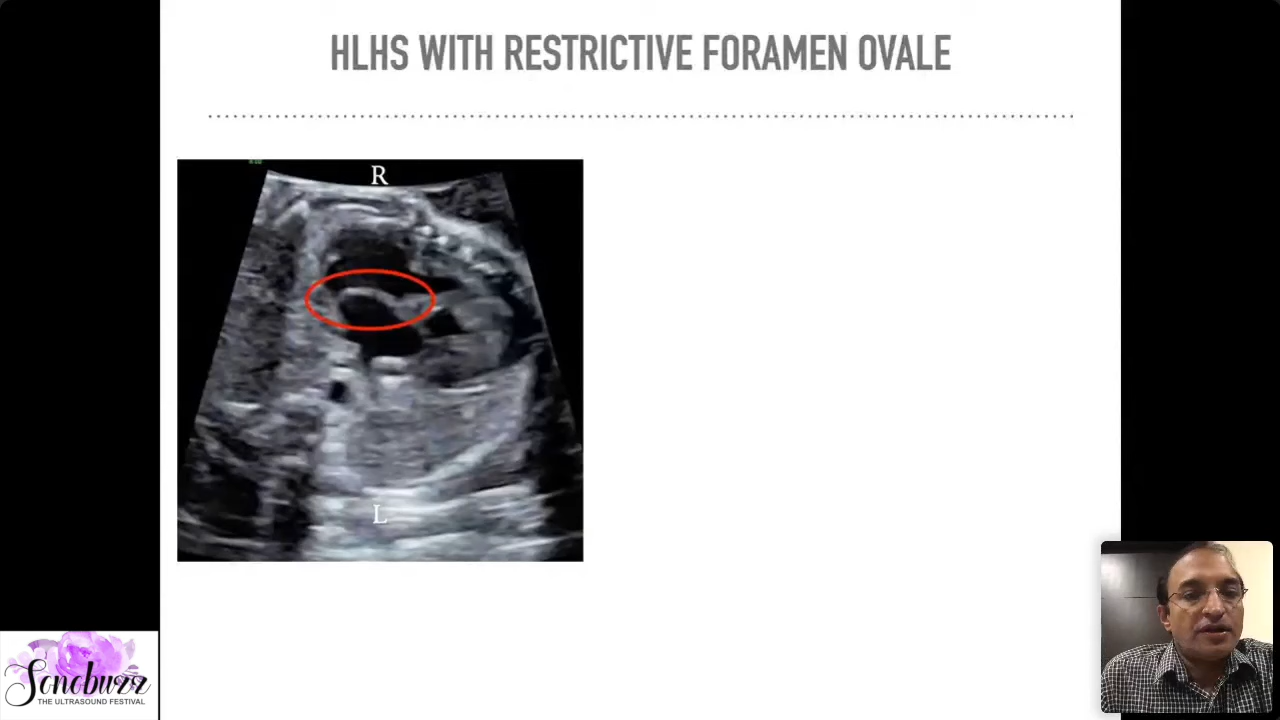 HLHS WITH RESTRICTIVE FORAMEN OVALE
R
L
Sonobuzz
THE ULTRASOUND FESTIVAL